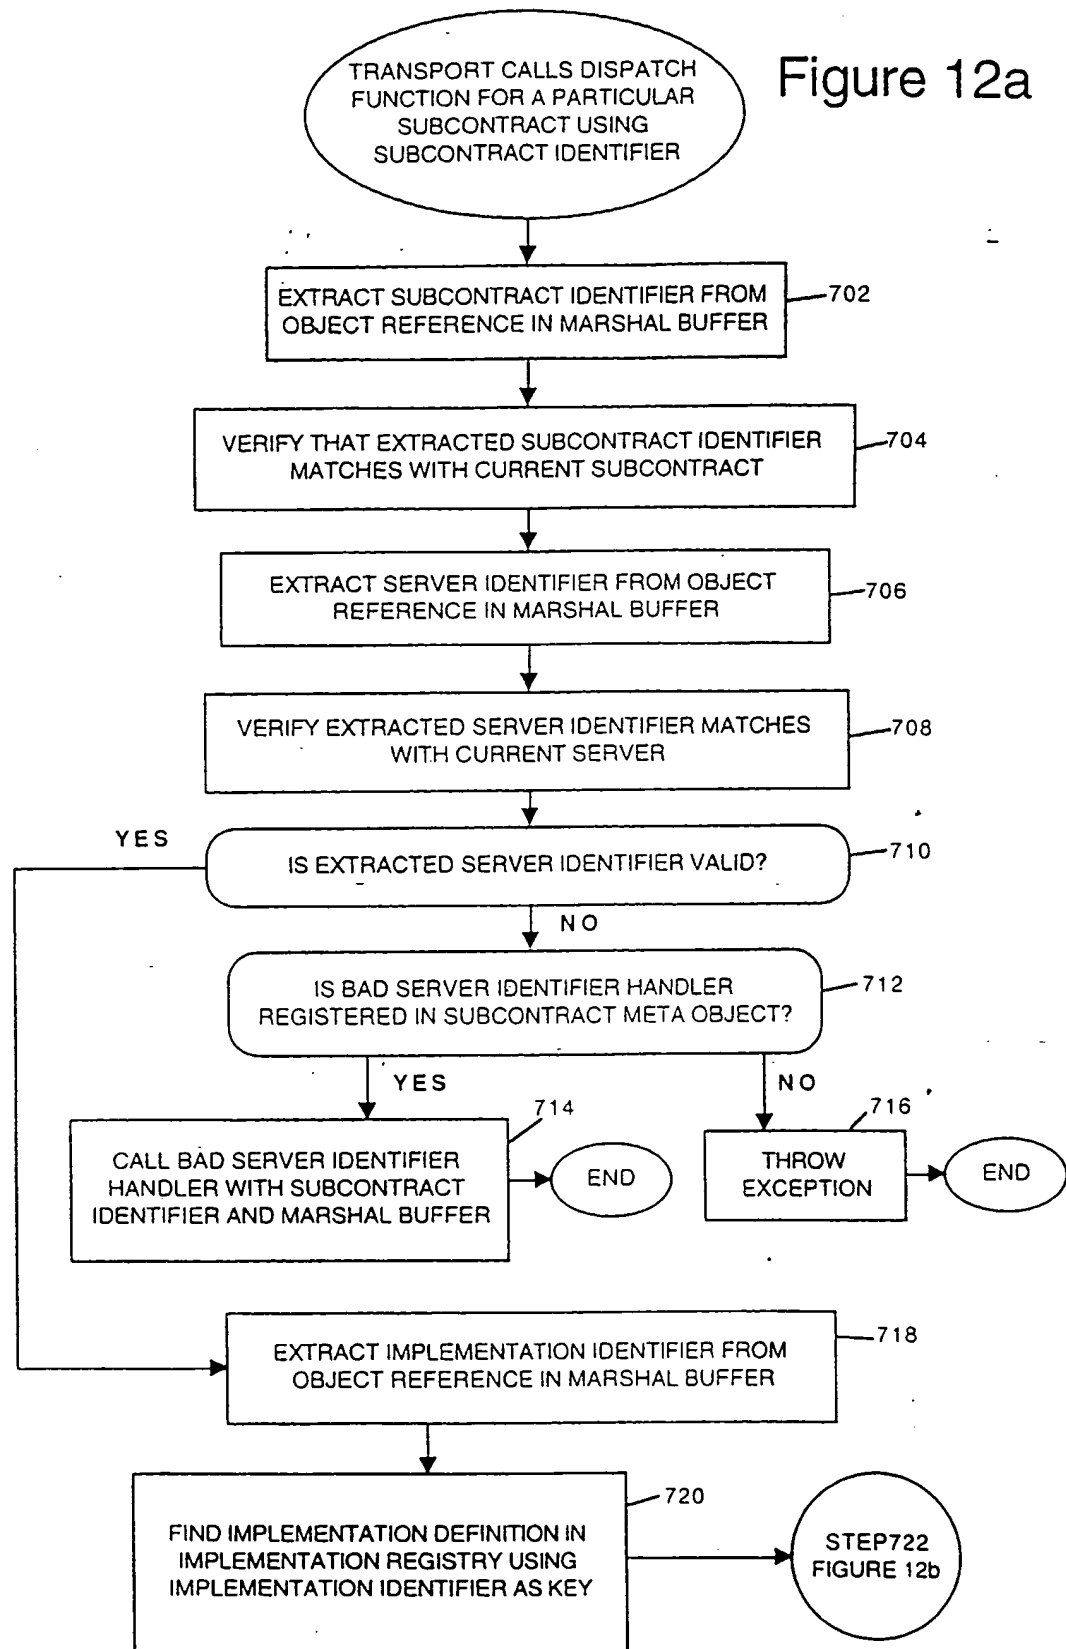 Figure 12a
TRANSPORT CALLS DISPATCH
FUNCTION FOR A PARTICULAR
SUBCONTRACT USING
SUBCONTRACT IDENTIFIER
EXTRACT SUBCONTRACT IDENTIFIER FROM
OBJECT REFERENCE IN MARSHAL BUFFER
702
VERIFY THAT EXTRACTED SUBCONTRACT IDENTIFIER
MATCHES WITH CURRENT SUBCONTRACT
704
EXTRACT SERVER IDENTIFIER FROM OBJECT
REFERENCE IN MARSHAL BUFFER
706
VERIFY EXTRACTED SERVER IDENTIFIER MATCHES
WITH CURRENT SERVER
708
YES
IS EXTRACTED SERVER IDENTIFIER VALID?
710
NO
IS BAD SERVER IDENTIFIER HANDLER
REGISTERED IN SUBCONTRACT META OBJECT?
712
YES
NO
714
CALL BAD SERVER IDENTIFIER
HANDLER WITH SUBCONTRACT
IDENTIFIER AND MARSHAL BUFFER
END
716
THROW
EXCEPTION
END
EXTRACT IMPLEMENTATION IDENTIFIER FROM
OBJECT REFERENCE IN MARSHAL BUFFER
718
FIND IMPLEMENTATION DEFINITION IN
IMPLEMENTATION REGISTRY USING
IMPLEMENTATION IDENTIFIER AS KEY
720
STEP722
FIGURE 12b